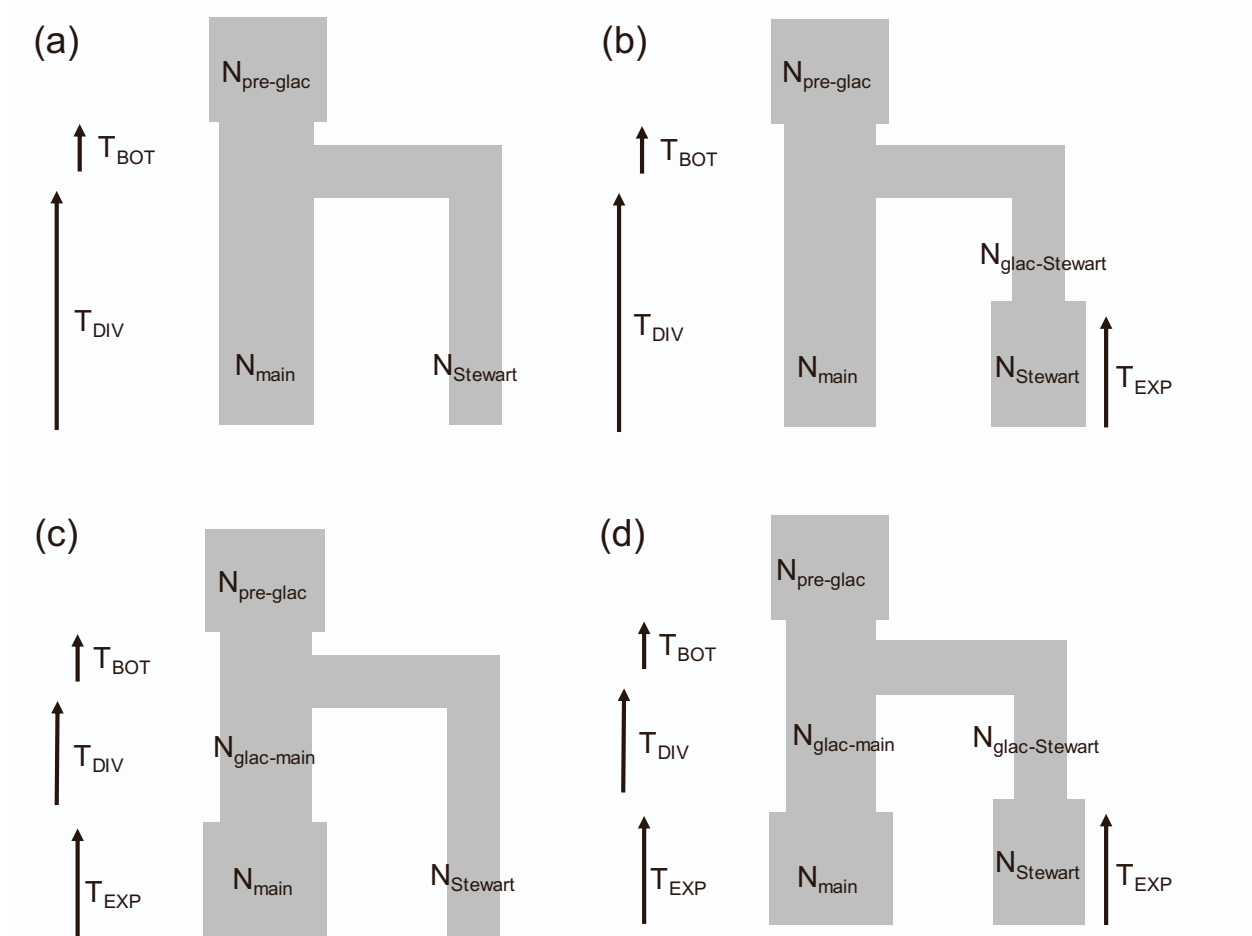 (a)
N_pre-glac
T_BOT
T_DIV
N_main
N_Stewart
(b)
N_pre-glac
T_BOT
N_glac-Stewart
T_DIV
N_main
N_Stewart
T_EXP
(c)
N_pre-glac
T_BOT
T_DIV
N_glac-main
N_main
N_Stewart
T_EXP
(d)
N_pre-glac
T_BOT
T_DIV
N_glac-main
N_glac-Stewart
T_EXP
N_main
N_Stewart
T_EXP